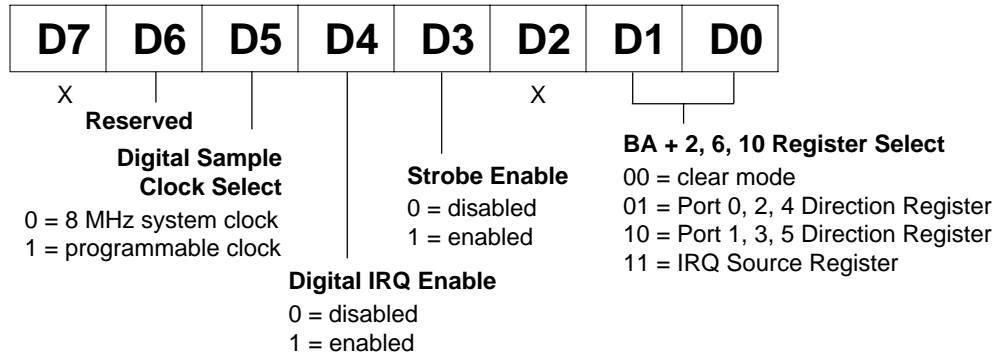 D7 D6 D5 D4 D3 D2 D1 D0
X
X
Reserved
Digital Sample
Clock Select
0 = 8 MHz system clock
1 = programmable clock
Digital IRQ Enable
0 = disabled
1 = enabled
Strobe Enable
0 = disabled
1 = enabled
BA + 2, 6, 10 Register Select
00 = clear mode
01 = Port 0, 2, 4 Direction Register
10 = Port 1, 3, 5 Direction Register
11 = IRQ Source Register